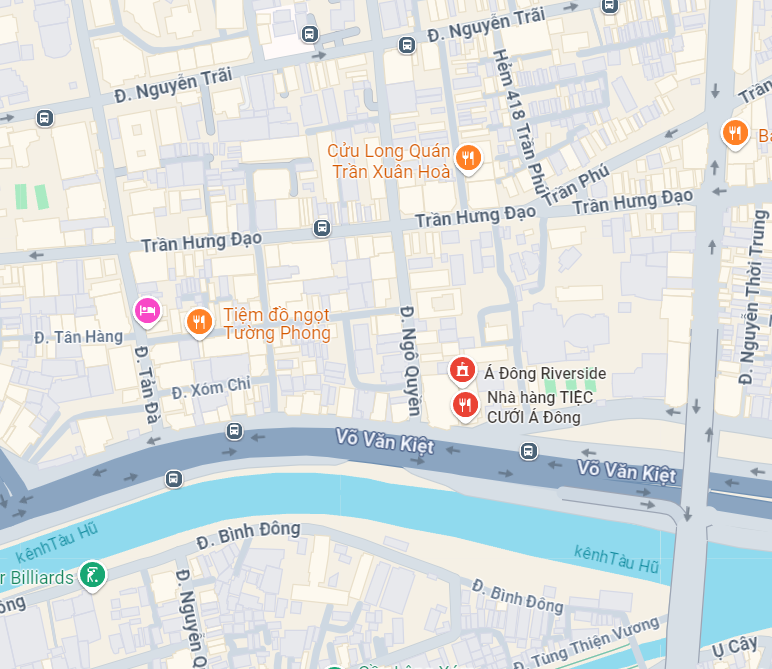 Đ. Nguyễn Trãi
Đ. Nguyễn Trãi
Hẻm 418 Trần Phú
Trần
Cửu Long Quán
Trần Xuân Hoà
Trần Phú
Trần Hưng Đạo
Trần Hưng Đạo
Trần Hưng Đạo
Đ. Nguyễn Thời Trung
Tiệm đồ ngọt
Tường Phong
Đ. Tân Hàng
Đ. Tản Đà
Đ. Ngô Quyền
Á Đông Riverside
Đ. Xóm Chỉ
Nhà hàng TIỆC
CƯỚI Á Đông
Võ Văn Kiệt
Võ Văn Kiệt
kênhTàu Hũ
Đ. Bình Đông
kênhTàu Hũ
r Billiards
Đ. Nguyễn Q
Đ. Bình Đông
ông
Đ. Tùng Thiện Vương
Ụ Cây